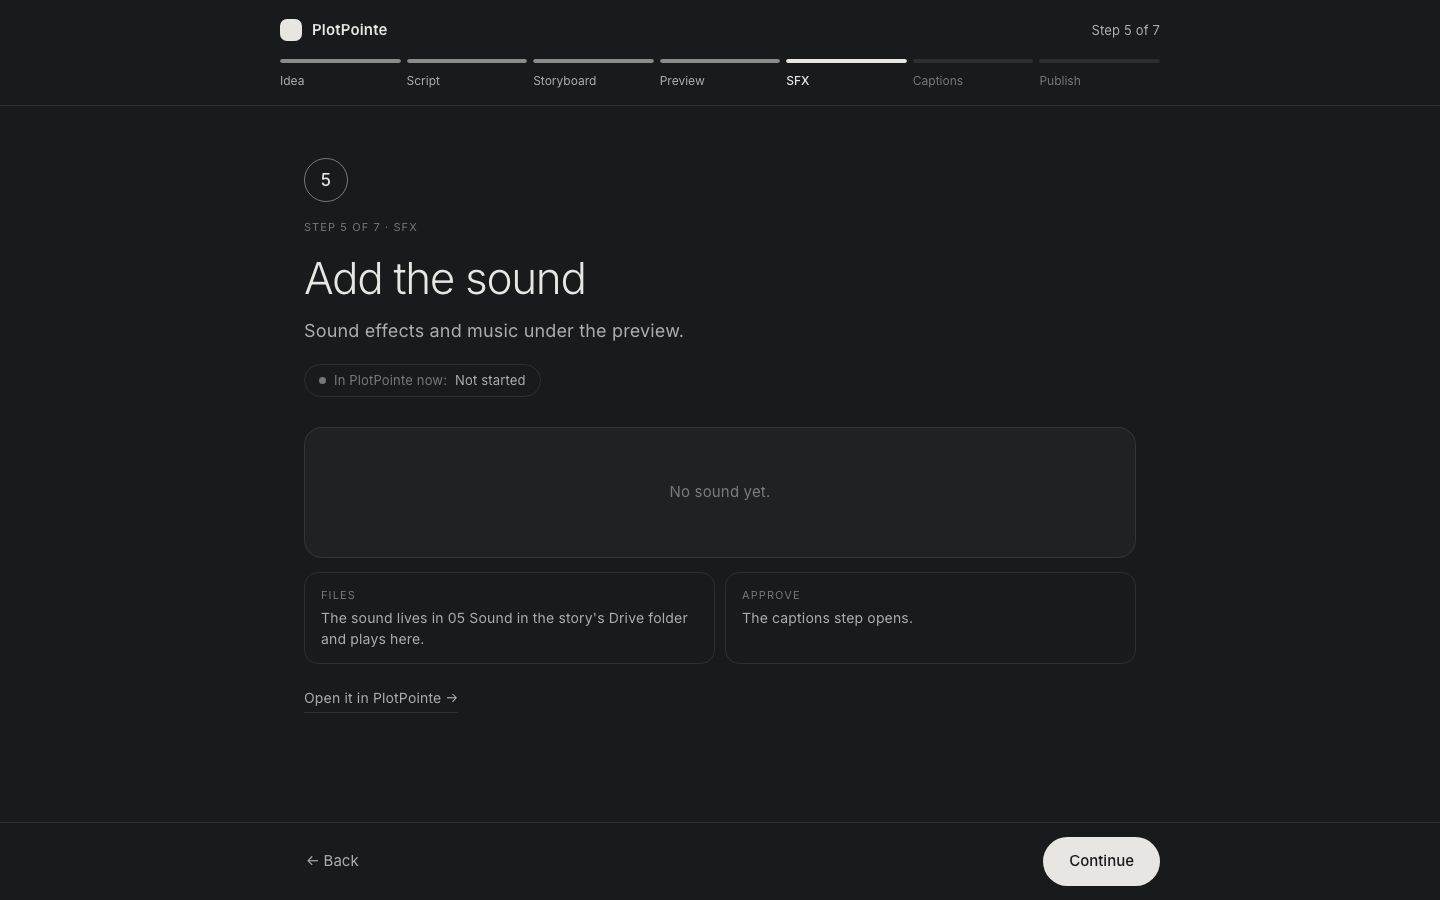 PlotPointe
Step 5 of 7
Idea
Script
Storyboard
Preview
SFX
Captions
Publish
5
STEP 5 OF 7 · SFX
Add the sound
Sound effects and music under the preview.
In PlotPointe now: Not started
No sound yet.
FILES
The sound lives in 05 Sound in the story's Drive folder
and plays here.
APPROVE
The captions step opens.
Open it in PlotPointe →
← Back
Continue